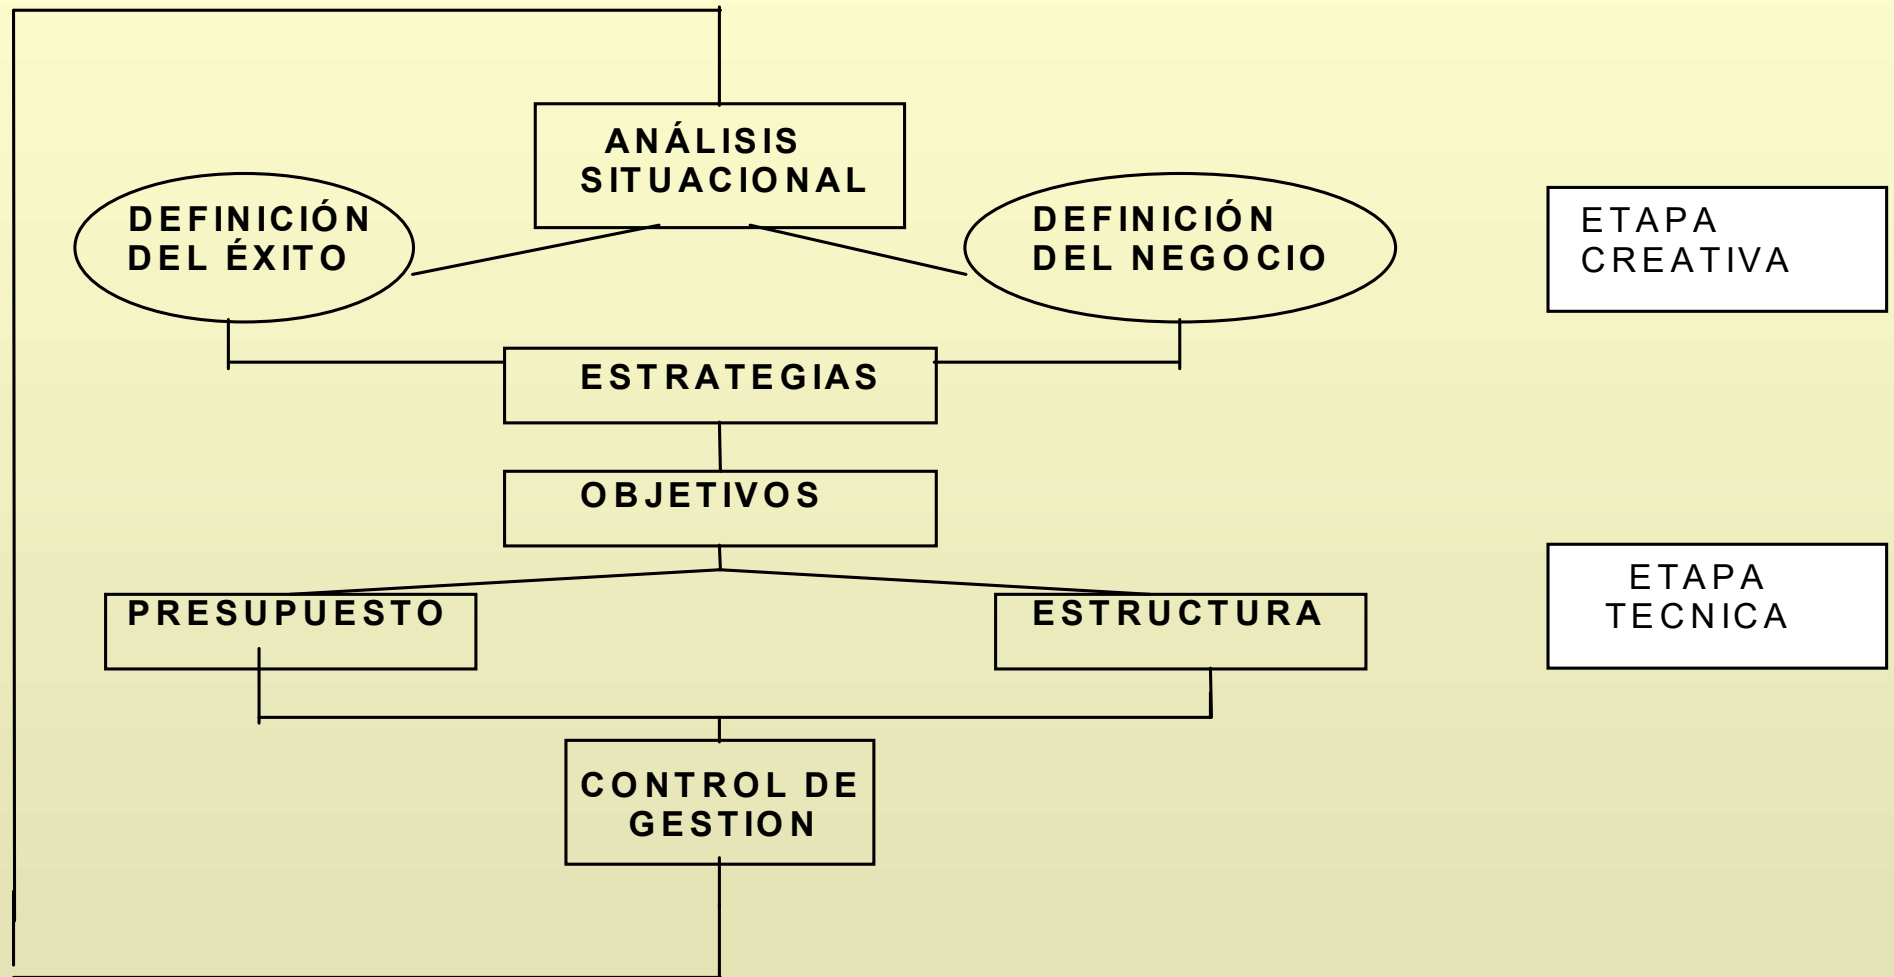 ANÁLISIS
SITUACIONAL
DEFINICIÓN
DEL ÉXITO
DEFINICIÓN
DEL NEGOCIO
ETAPA
CREATIVA
ESTRATEGIAS
OBJETIVOS
PRESUPUESTO
ESTRUCTURA
ETAPA
TECNICA
CONTROL DE
GESTION